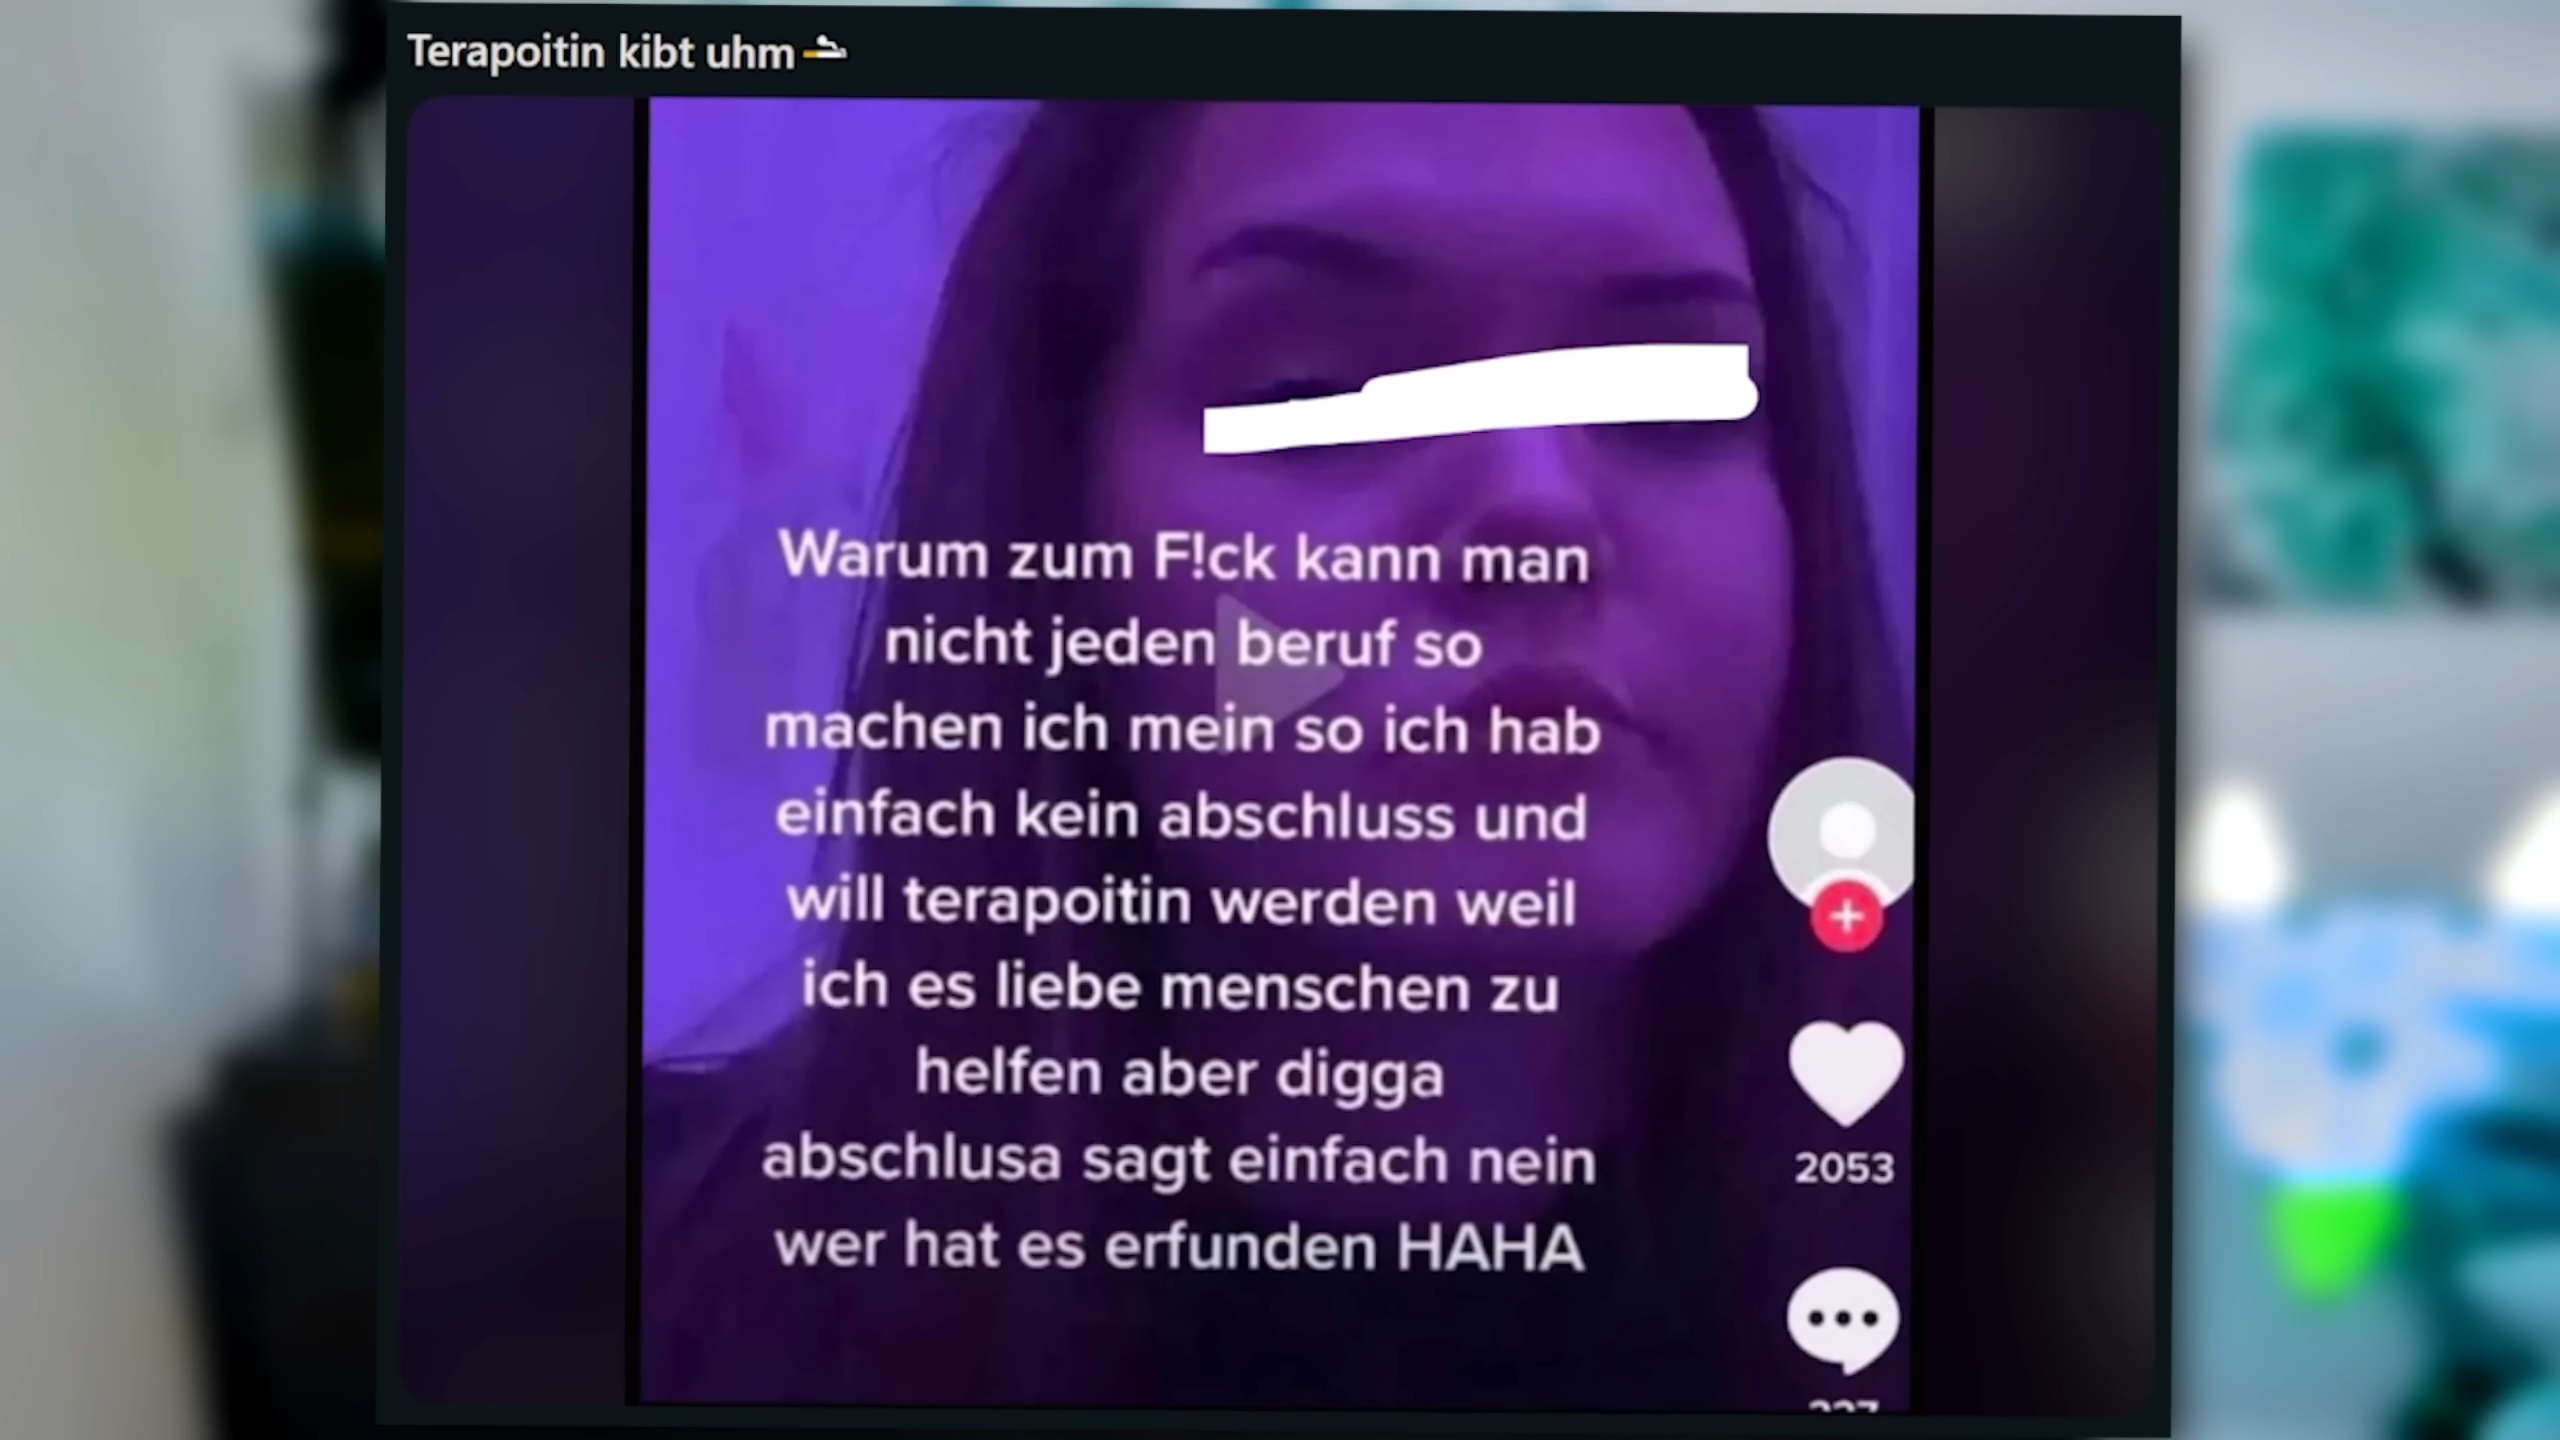 Terapoitin kibt uhm
Warum zum F!ck kann man
nicht jeden beruf so
machen ich mein so ich hab
einfach kein abschluss und
will terapoitin werden weil
ich es liebe menschen zu
helfen aber digga
abschlusa sagt einfach nein
wer hat es erfunden HAHA
2053